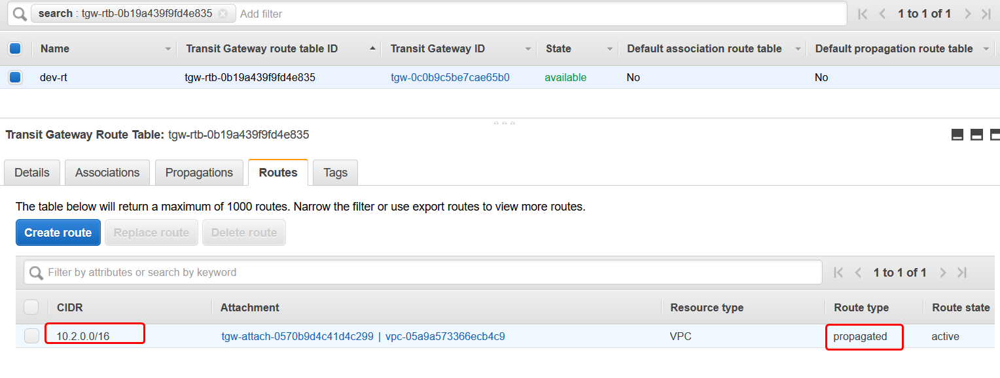 search : tgw-rtb-0b19a439f9fd4e835 Add filter 1 to 1 of 1
Name Transit Gateway route table ID Transit Gateway ID State Default association route table Default propagation route table
dev-rt tgw-rtb-0b19a439f9fd4e835 tgw-0c0b9c5be7cae65b0 available No No
Transit Gateway Route Table: tgw-rtb-0b19a439f9fd4e835
Details Associations Propagations Routes Tags
The table below will return a maximum of 1000 routes. Narrow the filter or use export routes to view more routes.
Create route Replace route Delete route
Filter by attributes or search by keyword 1 to 1 of 1
CIDR Attachment Resource type Route type Route state
10.2.0.0/16 tgw-attach-0570b9d4c41d4c299 | vpc-05a9a573366ecb4c9 VPC propagated active